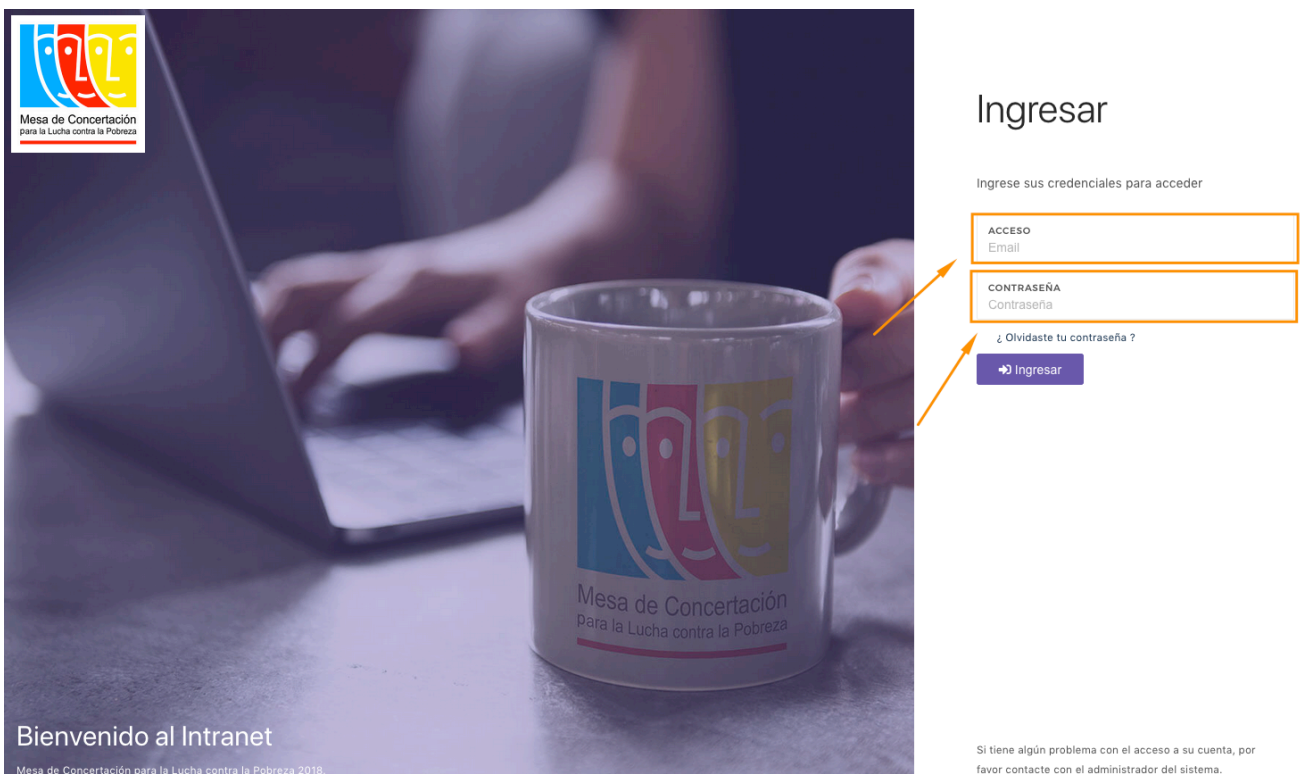 Mesa de Concertación
para la Lucha contra la Pobreza
Mesa de Concertación
para la Lucha contra la Pobreza
Bienvenido al Intranet
Mesa de Concertación para la Lucha contra la Pobreza 2018.
Ingresar
Ingrese sus credenciales para acceder
ACCESO
Email
CONTRASEÑA
Contraseña
¿ Olvidaste tu contraseña ?
Ingresar
Si tiene algún problema con el acceso a su cuenta, por
favor contacte con el administrador del sistema.